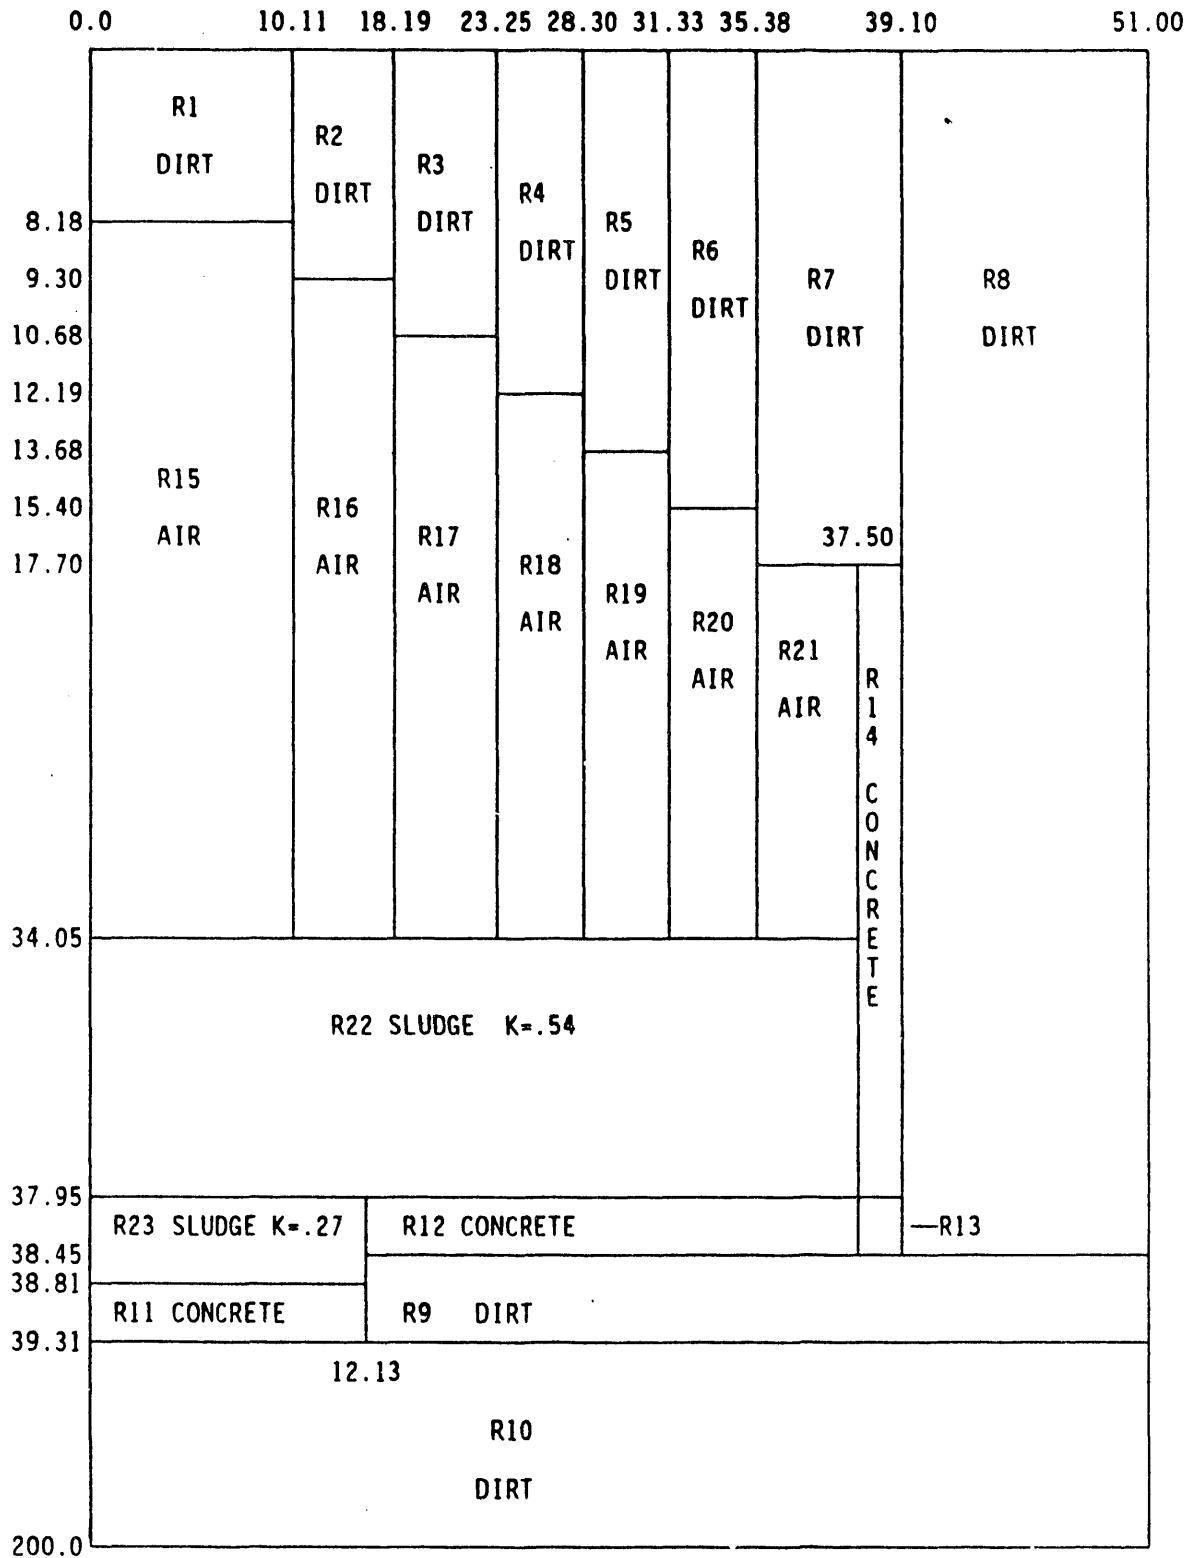 0.0 10.11 18.19 23.25 28.30 31.33 35.38 39.10 51.00
R1
DIRT
R2
DIRT
R3
DIRT
R4
DIRT
R5
DIRT
R6
DIRT
R7
DIRT
R8
DIRT
8.18
9.30
10.68
12.19
13.68
15.40
17.70
37.50
R15
AIR
R16
AIR
R17
AIR
R18
AIR
R19
AIR
R20
AIR
R21
AIR
R14 CONCRETE
34.05
R22 SLUDGE K=.54
37.95
R23 SLUDGE K=.27
R12 CONCRETE
—R13
38.45
38.81
R11 CONCRETE
R9 DIRT
39.31
12.13
R10
DIRT
200.0